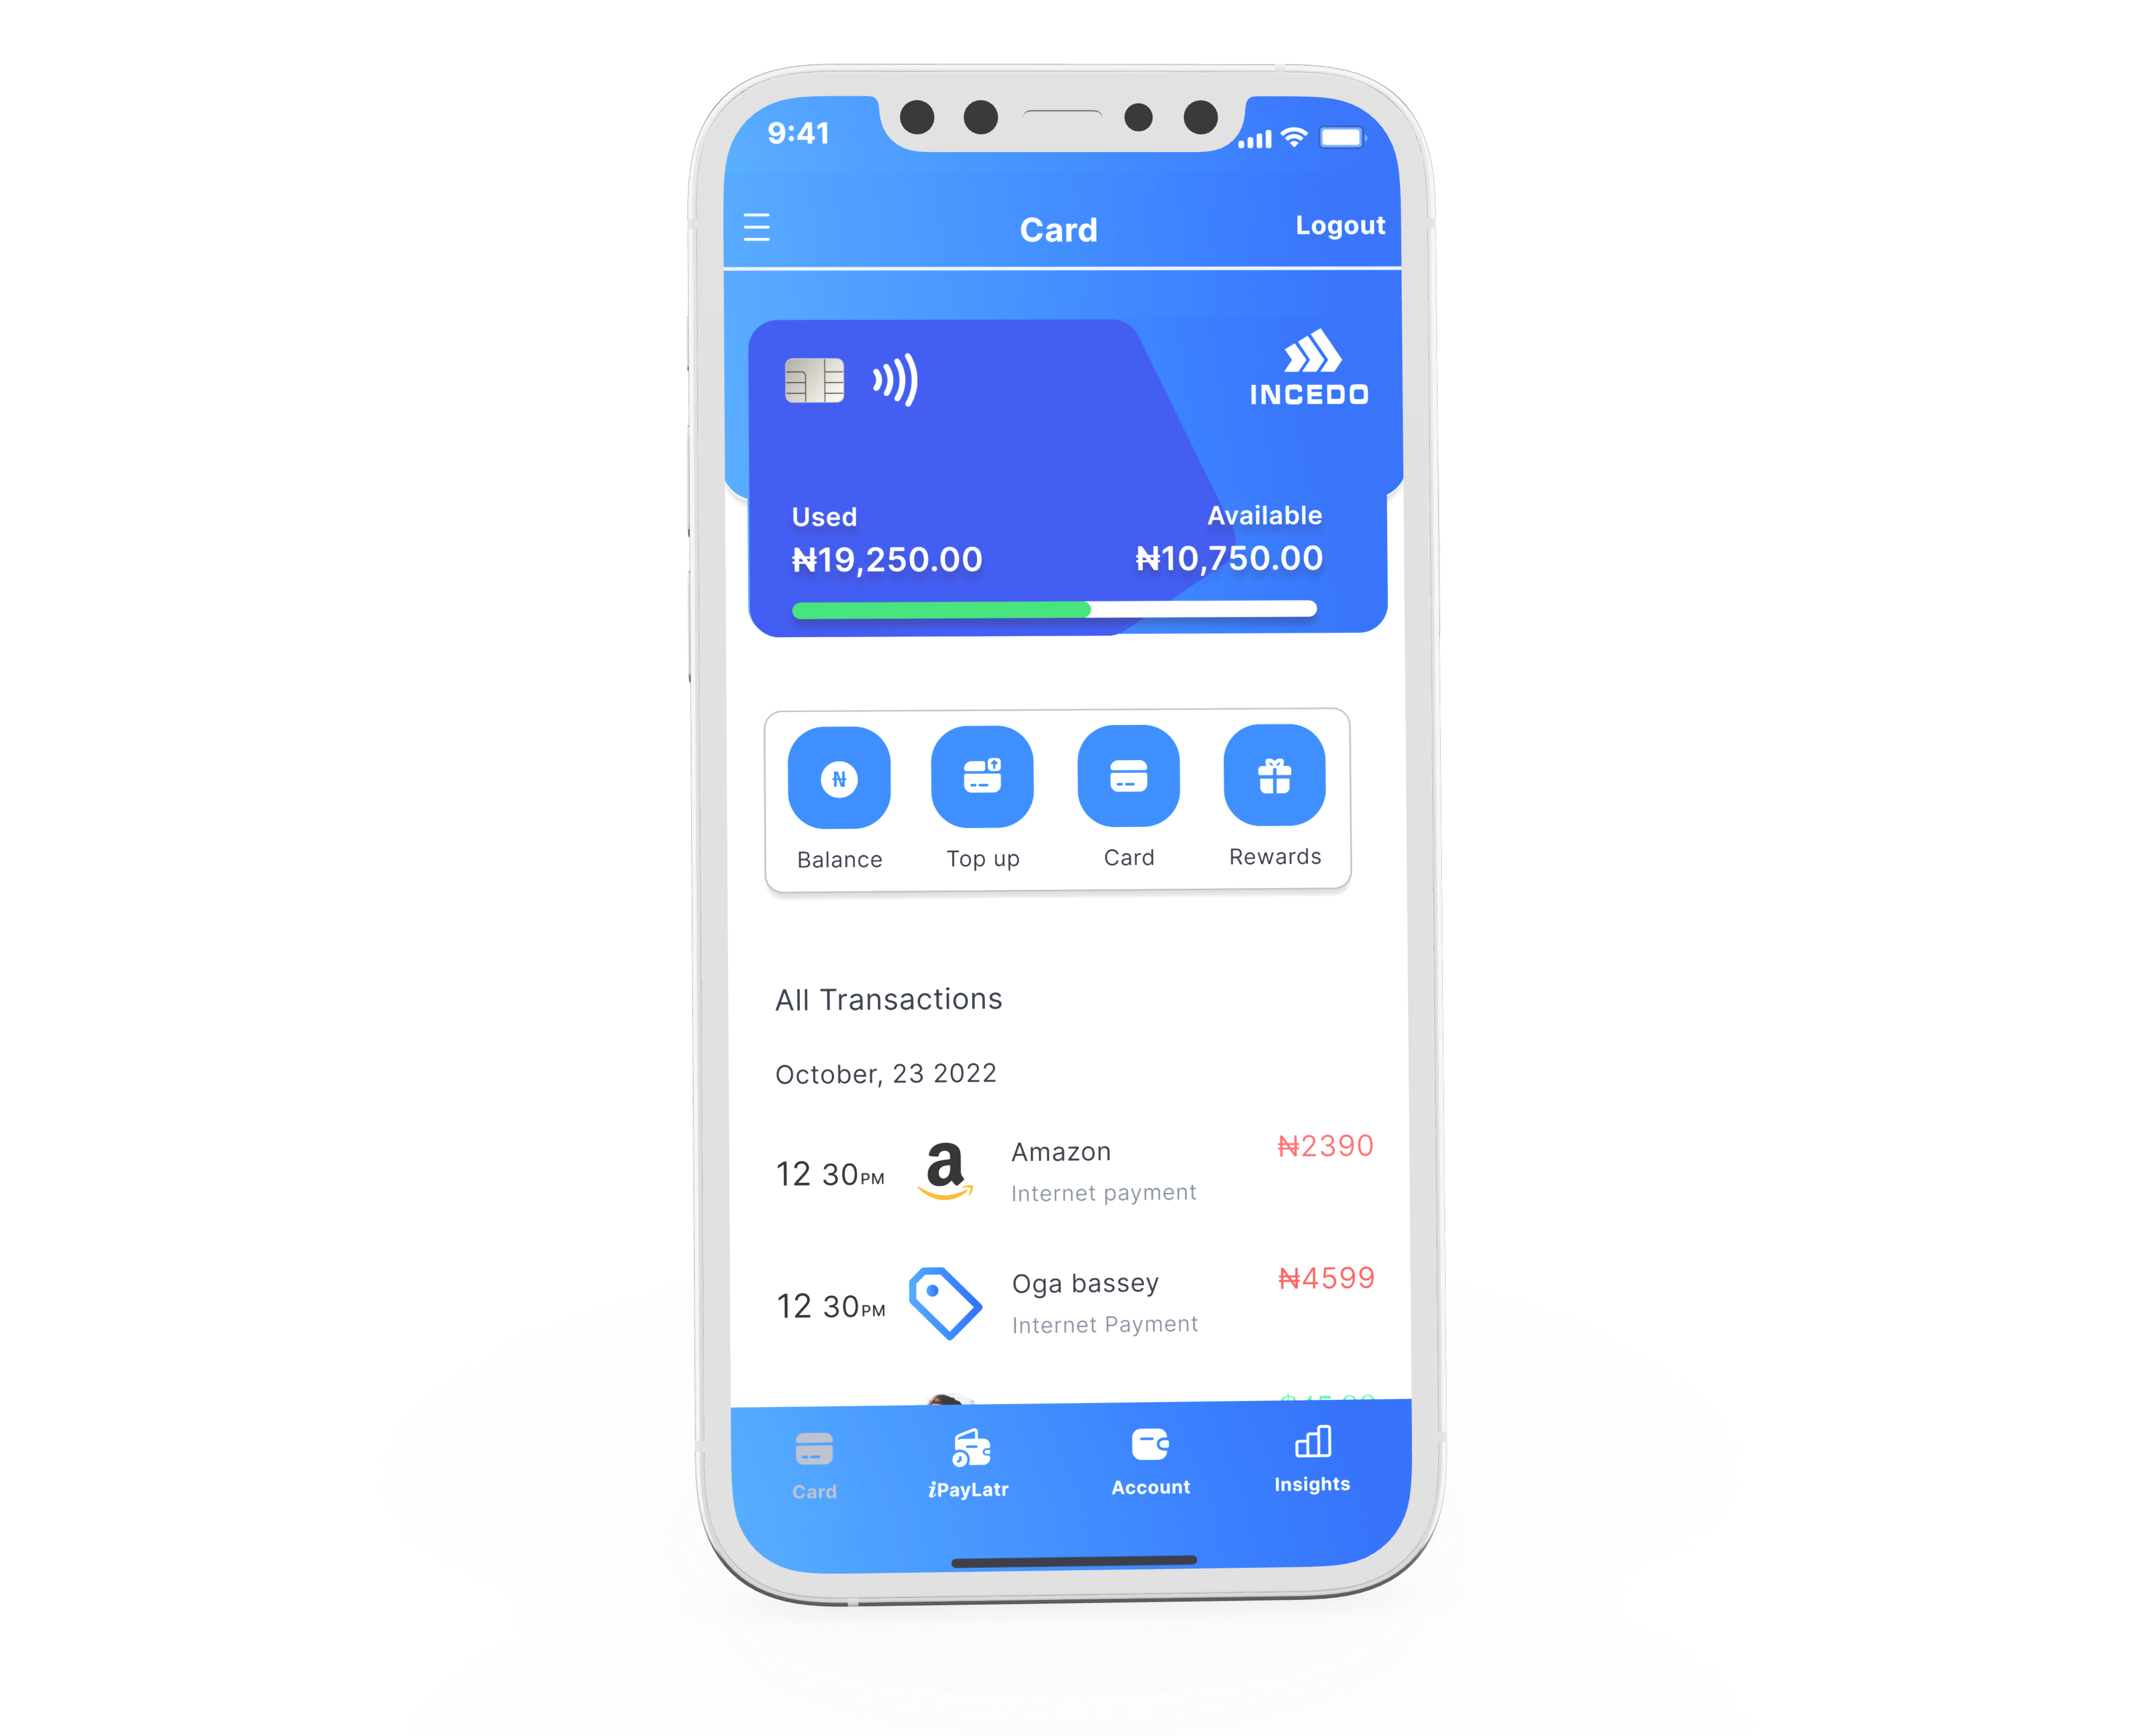 9:41
Card
Logout
INCEDO
Used
Available
₦19,250.00
₦10,750.00
₦
Balance
Top up
Card
Rewards
All Transactions
October, 23 2022
12 30PM
Amazon
₦2390
Internet payment
12 30PM
Oga bassey
₦4599
Internet Payment
Card
iPayLatr
Account
Insights